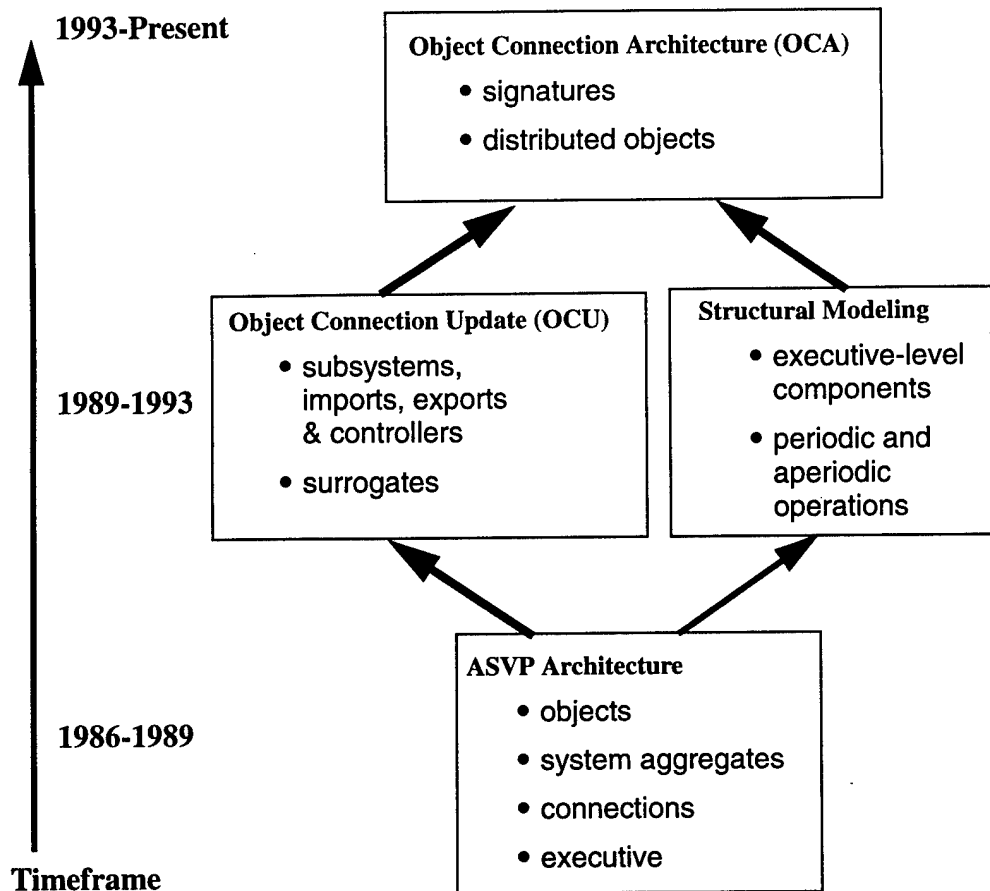 1993-Present
Object Connection Architecture (OCA)
• signatures
• distributed objects
Object Connection Update (OCU)
• subsystems,
imports, exports
& controllers
• surrogates
Structural Modeling
• executive-level
components
• periodic and
aperiodic
operations
1989-1993
ASVP Architecture
• objects
• system aggregates
• connections
• executive
1986-1989
Timeframe